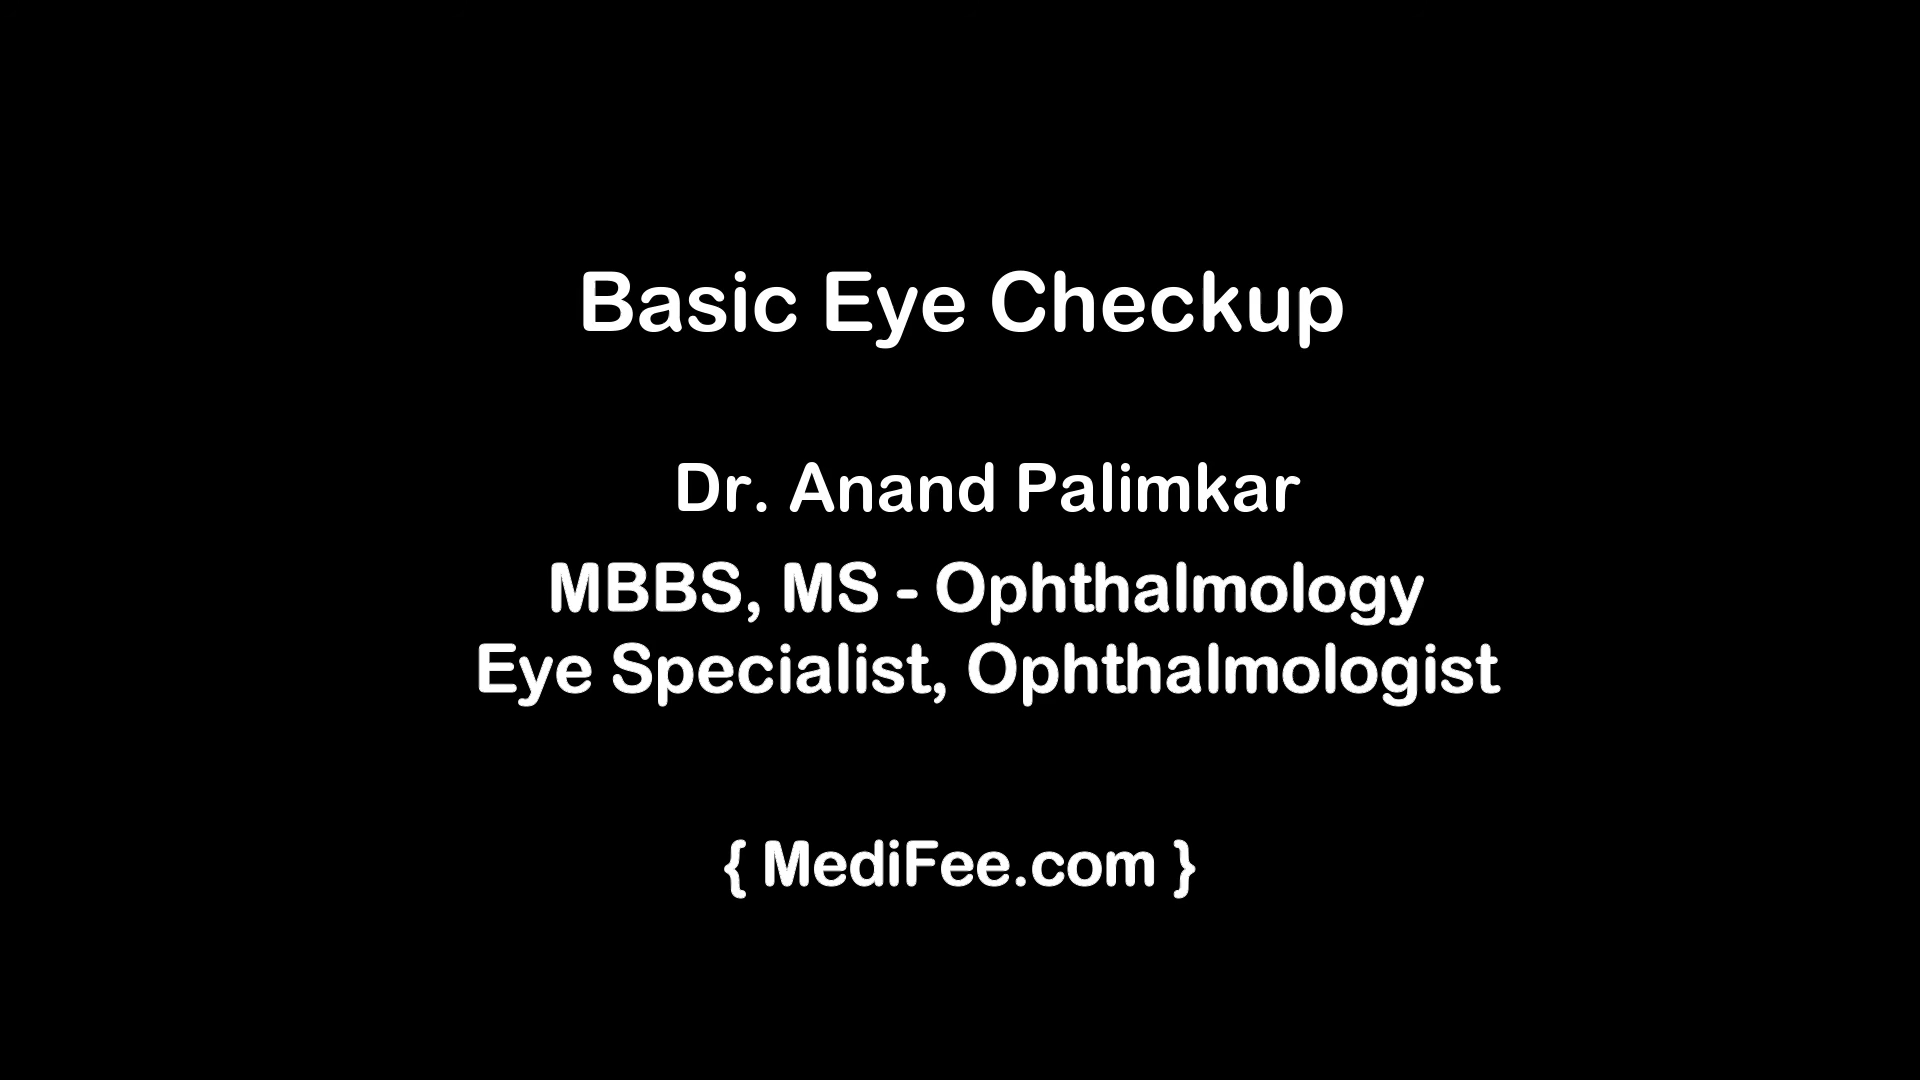 Basic Eye Checkup
Dr. Anand Palimkar
MBBS, MS - Ophthalmology
Eye Specialist, Ophthalmologist
{ MediFee.com }